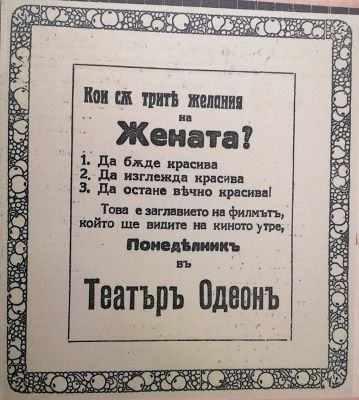 Кои сѫ тритѣ желания
на
Жената?
1. Да бѫде красива
2. Да изглежда красива
3. Да остане вѣчно красива!
Това е заглавието на филмътъ,
който ще видите на киното утре,
Понедѣлникъ
въ
Театъръ Одеонъ